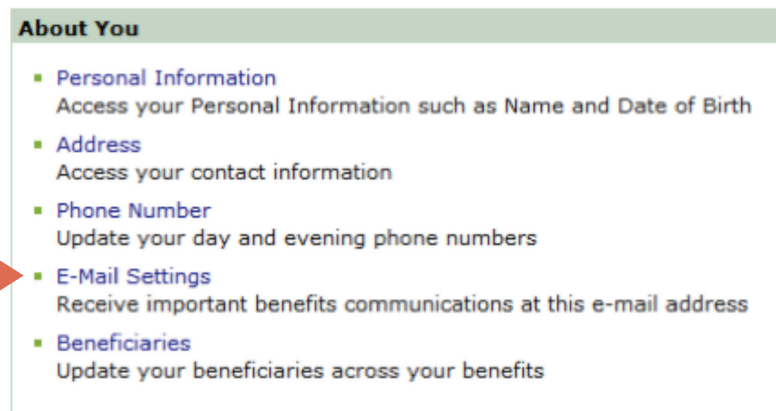 About You
Personal Information
Access your Personal Information such as Name and Date of Birth
Address
Access your contact information
Phone Number
Update your day and evening phone numbers
E-Mail Settings
Receive important benefits communications at this e-mail address
Beneficiaries
Update your beneficiaries across your benefits